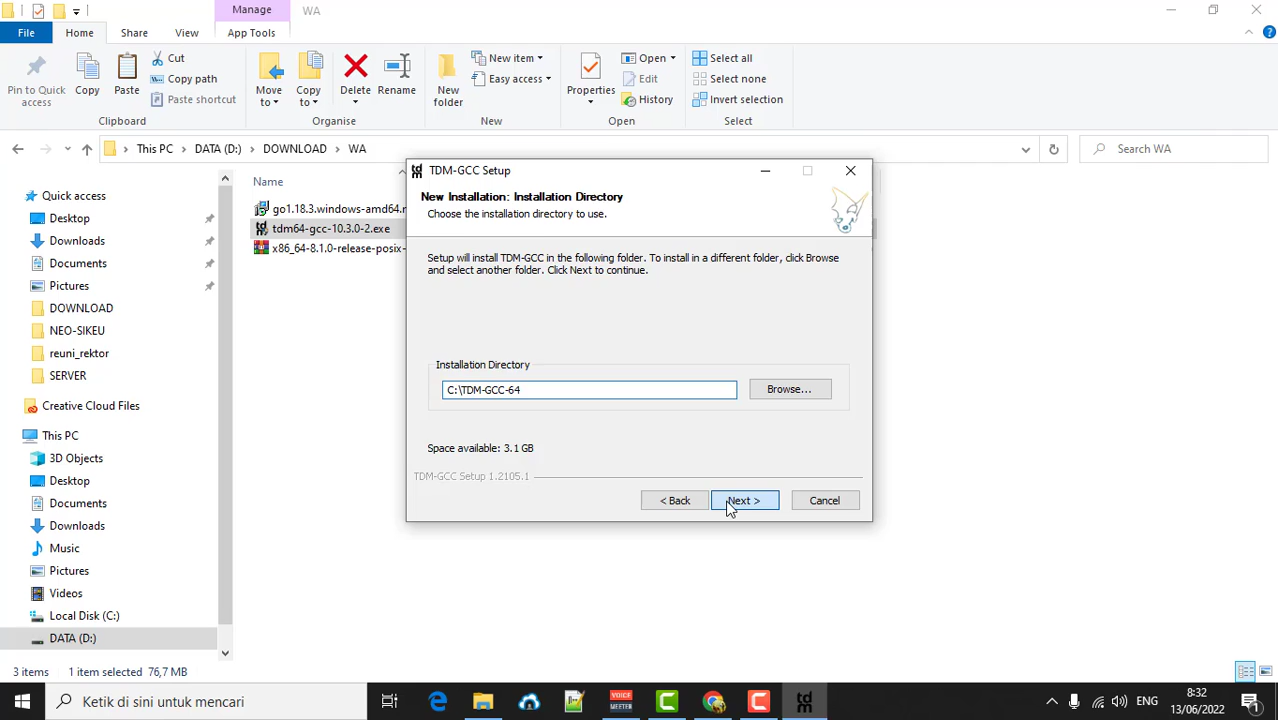 Manage
WA
File
Home
Share
View
App Tools
Pin to Quick
access
Copy
Paste
Cut
Copy path
Paste shortcut
Clipboard
Move
to
Copy
to
Delete
Rename
Organise
New
folder
New item
Easy access
New
Properties
Open
Edit
History
Open
Select all
Select none
Invert selection
Select
This PC
DATA (D:)
DOWNLOAD
WA
Search WA
Quick access
Desktop
Downloads
Documents
Pictures
DOWNLOAD
NEO-SIKEU
reuni_rektor
SERVER
Creative Cloud Files
This PC
3D Objects
Desktop
Documents
Downloads
Music
Pictures
Videos
Local Disk (C:)
DATA (D:)
Name
go1.18.3.windows-amd64.
tdm64-gcc-10.3.0-2.exe
x86_64-8.1.0-release-posix-
TDM-GCC Setup
New Installation: Installation Directory
Choose the installation directory to use.
Setup will install TDM-GCC in the following folder. To install in a different folder, click Browse
and select another folder. Click Next to continue.
Installation Directory
C:\TDM-GCC-64
Browse...
Space available: 3.1 GB
TDM-GCC Setup 1.2105.1
< Back
Next >
Cancel
3 items
1 item selected 76,7 MB
Ketik di sini untuk mencari
VOICE
MEETER
tdm
ENG
8:32
13/06/2022
1